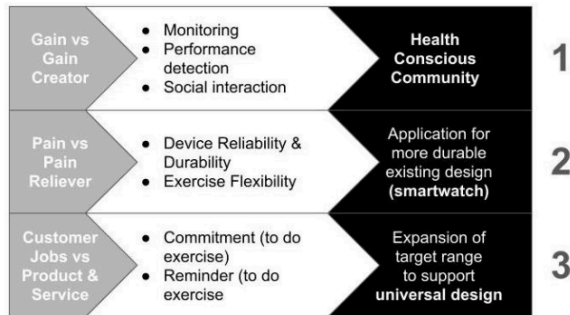 Gain vs
Gain
Creator
● Monitoring
● Performance
detection
● Social interaction
Health
Conscious
Community
1
Pain vs
Pain
Reliever
● Device Reliability &
Durability
● Exercise Flexibility
Application for
more durable
existing design
(smartwatch)
2
Customer
Jobs vs
Product &
Service
● Commitment (to do
exercise)
● Reminder (to do
exercise
Expansion of
target range
to support
universal design
3